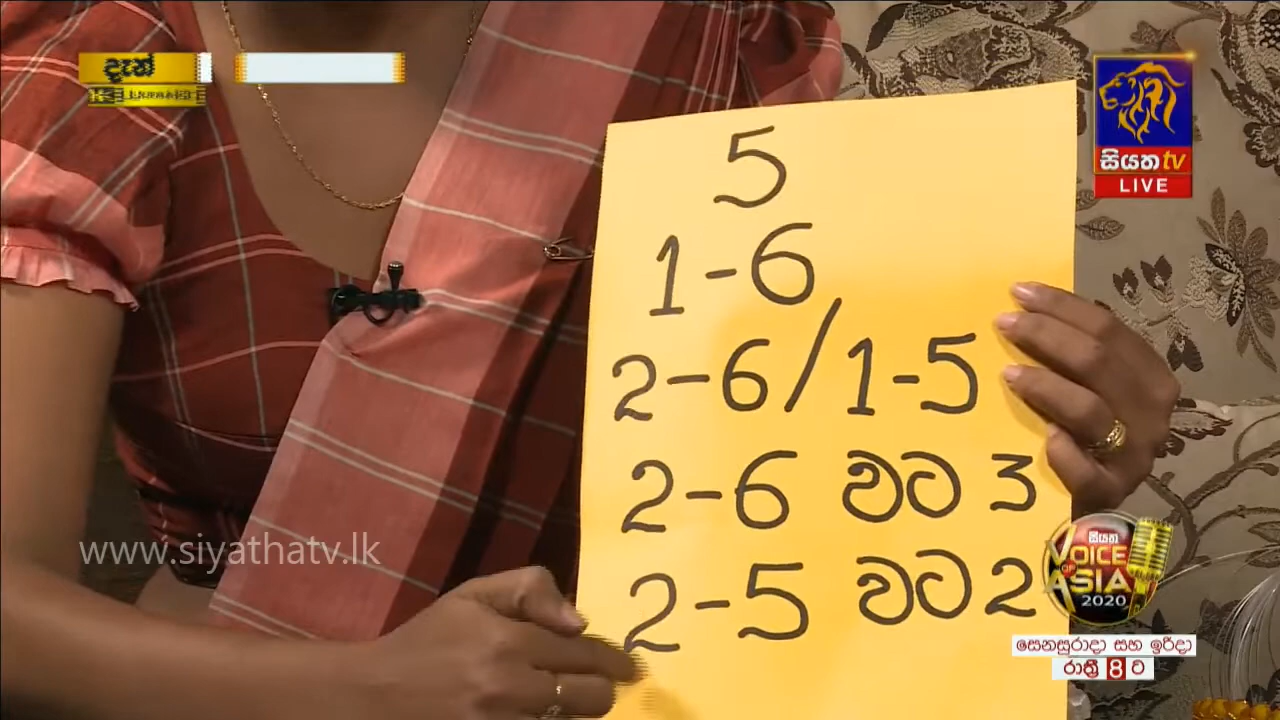 දැන්
සියත tv
LIVE
5
1-6
2-6/1-5
2-6 වට 3
2-5 වට 2
www.siyathatv.lk
සියත
VOICE
OF
ASIA
2020
සෙනසුරාදා සහ ඉරිදා
රාත්‍රී 8 ට